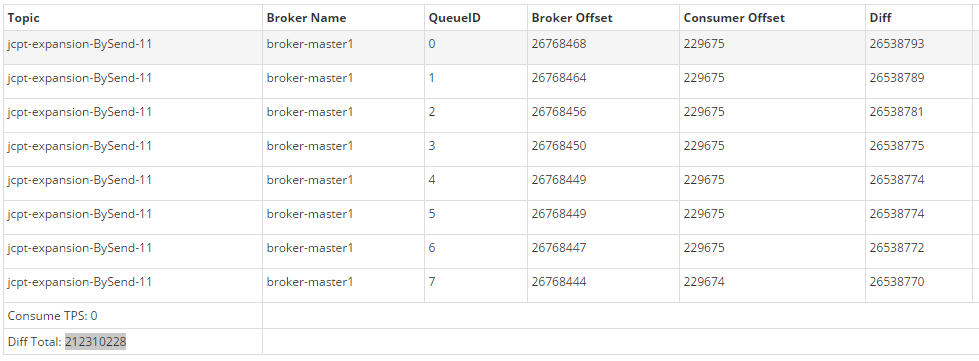 Topic Broker Name QueueID Broker Offset Consumer Offset Diff
jcpt-expansion-BySend-11 broker-master1 0 26768468 229675 26538793
jcpt-expansion-BySend-11 broker-master1 1 26768464 229675 26538789
jcpt-expansion-BySend-11 broker-master1 2 26768456 229675 26538781
jcpt-expansion-BySend-11 broker-master1 3 26768450 229675 26538775
jcpt-expansion-BySend-11 broker-master1 4 26768449 229675 26538774
jcpt-expansion-BySend-11 broker-master1 5 26768449 229675 26538774
jcpt-expansion-BySend-11 broker-master1 6 26768447 229675 26538772
jcpt-expansion-BySend-11 broker-master1 7 26768444 229674 26538770
Consume TPS: 0
Diff Total: 212310228